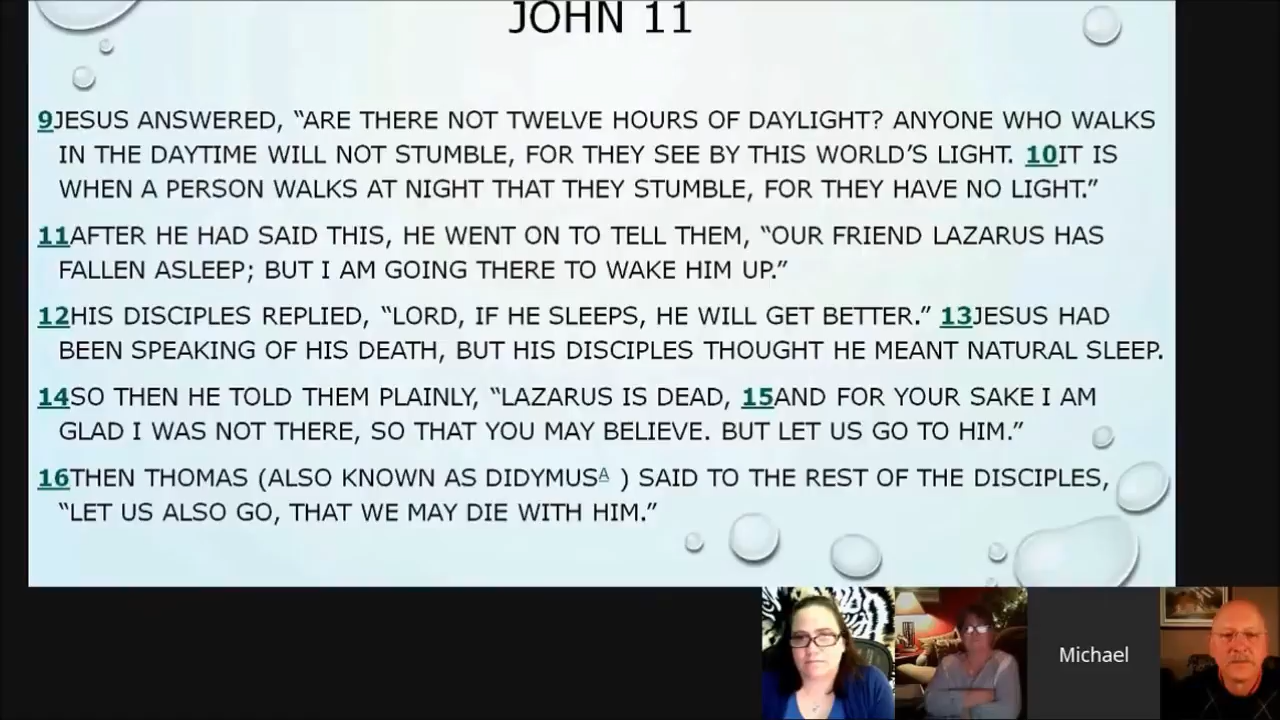 JOHN 11
9JESUS ANSWERED, “ARE THERE NOT TWELVE HOURS OF DAYLIGHT? ANYONE WHO WALKS
IN THE DAYTIME WILL NOT STUMBLE, FOR THEY SEE BY THIS WORLD’S LIGHT. 10IT IS
WHEN A PERSON WALKS AT NIGHT THAT THEY STUMBLE, FOR THEY HAVE NO LIGHT.”
11AFTER HE HAD SAID THIS, HE WENT ON TO TELL THEM, “OUR FRIEND LAZARUS HAS
FALLEN ASLEEP; BUT I AM GOING THERE TO WAKE HIM UP.”
12HIS DISCIPLES REPLIED, “LORD, IF HE SLEEPS, HE WILL GET BETTER.” 13JESUS HAD
BEEN SPEAKING OF HIS DEATH, BUT HIS DISCIPLES THOUGHT HE MEANT NATURAL SLEEP.
14SO THEN HE TOLD THEM PLAINLY, “LAZARUS IS DEAD, 15AND FOR YOUR SAKE I AM
GLAD I WAS NOT THERE, SO THAT YOU MAY BELIEVE. BUT LET US GO TO HIM.”
16THEN THOMAS (ALSO KNOWN AS DIDYMUSA ) SAID TO THE REST OF THE DISCIPLES,
“LET US ALSO GO, THAT WE MAY DIE WITH HIM.”
Michael